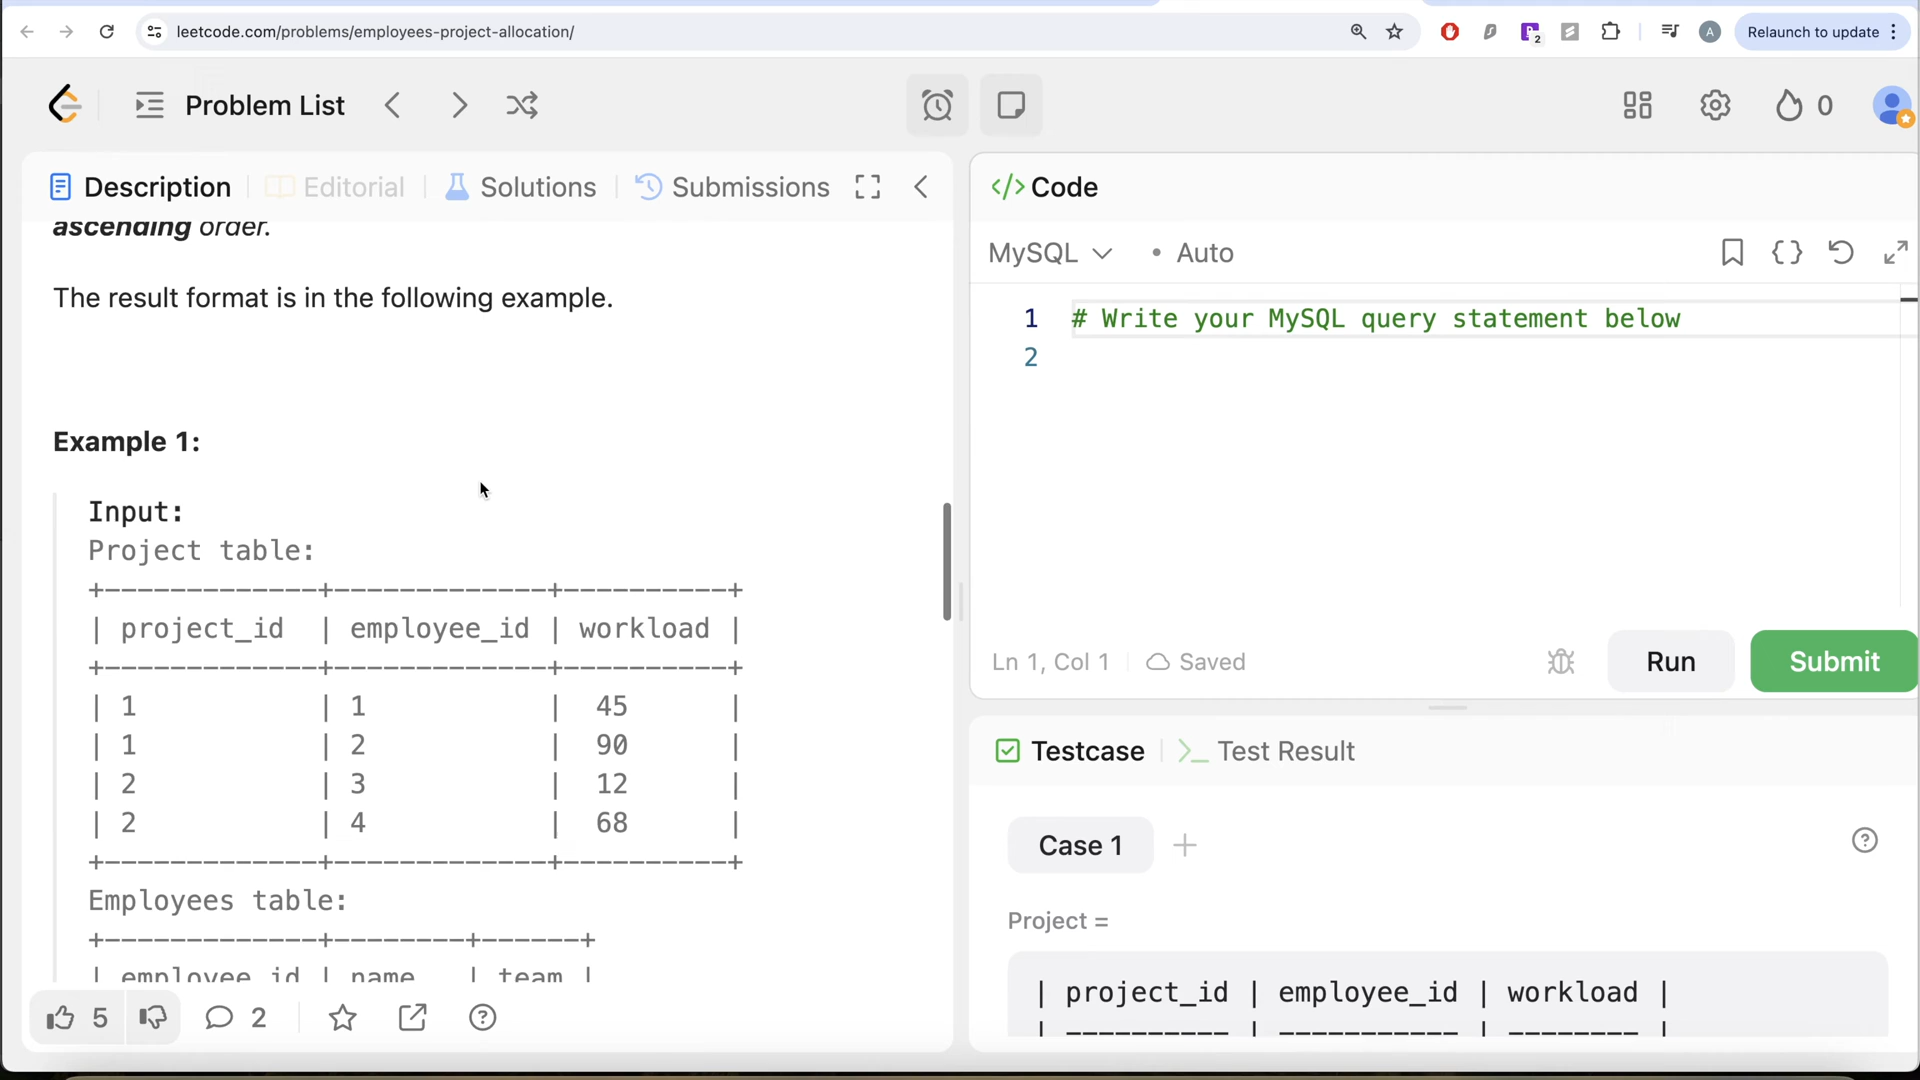 leetcode.com/problems/employees-project-allocation/
2
A
Relaunch to update
Problem List
0
Description
Editorial
Solutions
Submissions
ascending order.
The result format is in the following example.
Example 1:
Input:
Project table:
+-------------+-------------+----------+
| project_id  | employee_id | workload |
+-------------+-------------+----------+
| 1           | 1           |  45      |
| 1           | 2           |  90      |
| 2           | 3           |  12      |
| 2           | 4           |  68      |
+-------------+-------------+----------+
Employees table:
+-------------+--------+------+
| employee_id | name   | team |
5
2
</> Code
MySQL
• Auto
1 # Write your MySQL query statement below
2
Ln 1, Col 1
Saved
Run
Submit
Testcase
Test Result
Case 1
Project =
| project_id | employee_id | workload |
| ---------- | ----------- | -------- |